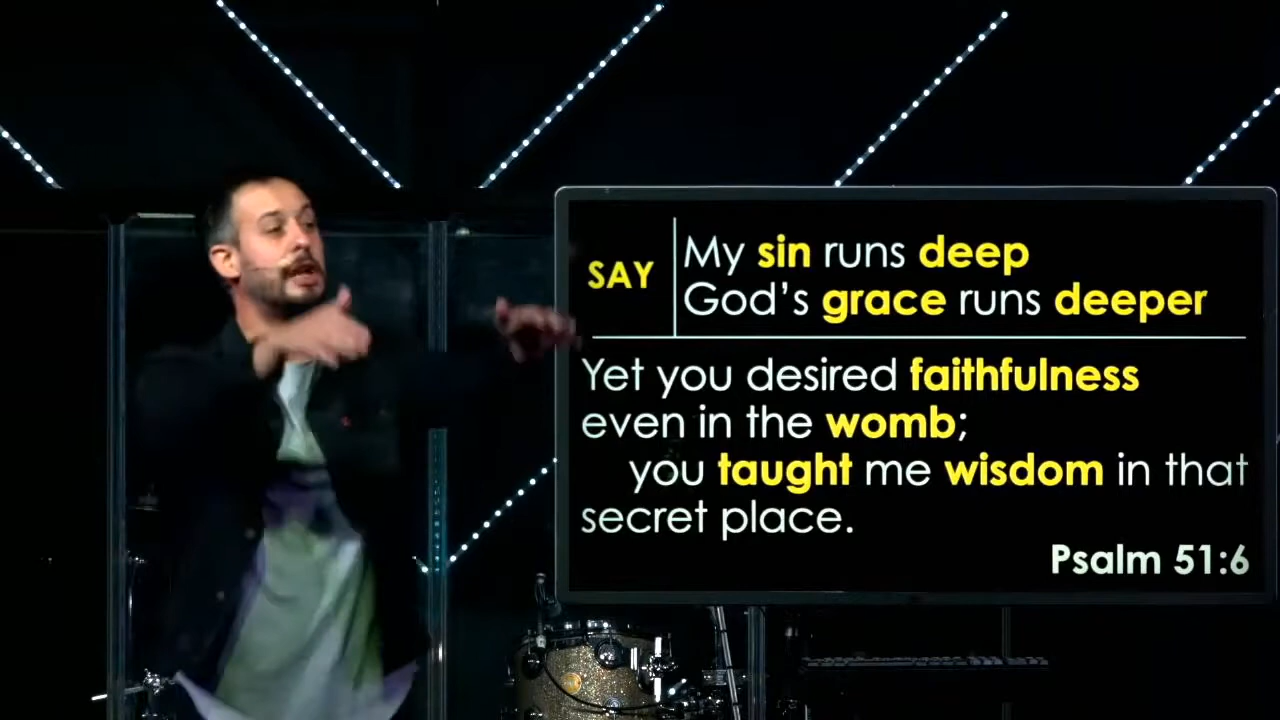 SAY
My sin runs deep
God's grace runs deeper
Yet you desired faithfulness
even in the womb;
you taught me wisdom in that
secret place.
Psalm 51:6